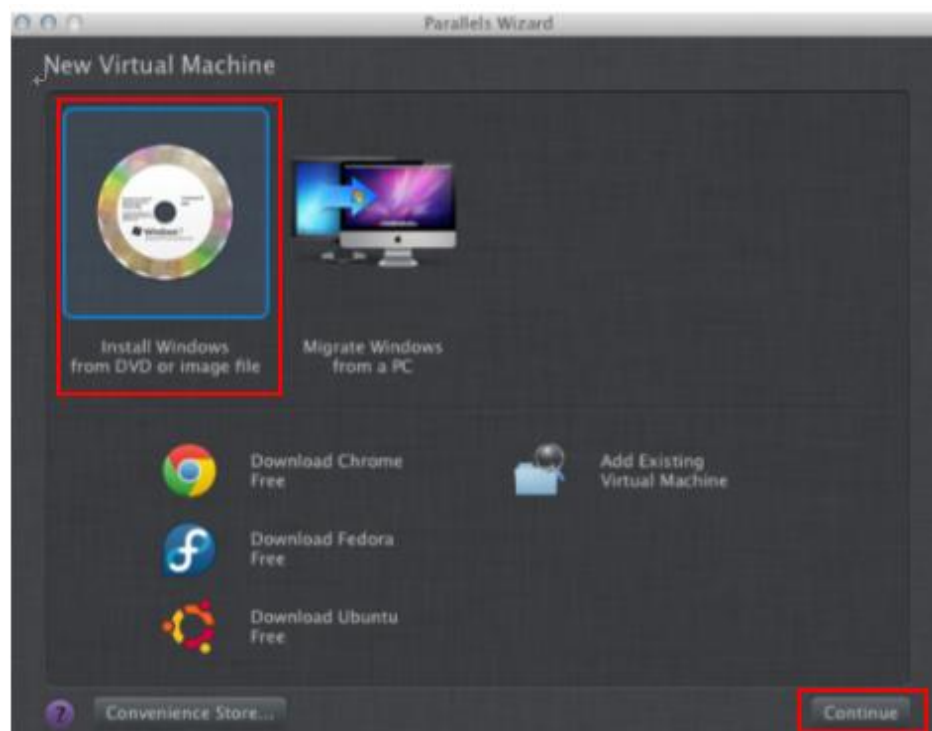 Parallels Wizard
New Virtual Machine
Install Windows
from DVD or image file
Migrate Windows
from a PC
Download Chrome
Free
Add Existing
Virtual Machine
Download Fedora
Free
Download Ubuntu
Free
?
Convenience Store...
Continue